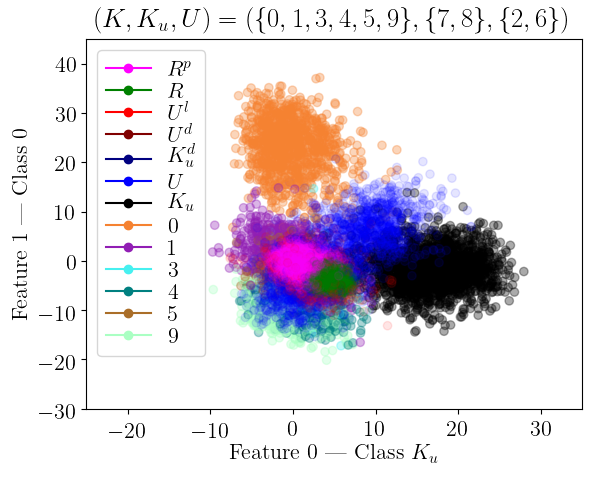 (K, K_u, U) = ({0, 1, 3, 4, 5, 9}, {7, 8}, {2, 6})
R^p
R
U^l
U^d
K_u^d
U
K_u
0
1
3
4
5
9
40
30
20
10
0
−10
−20
−30
Feature 1 — Class 0
−20 −10 0 10 20 30
Feature 0 — Class K_u